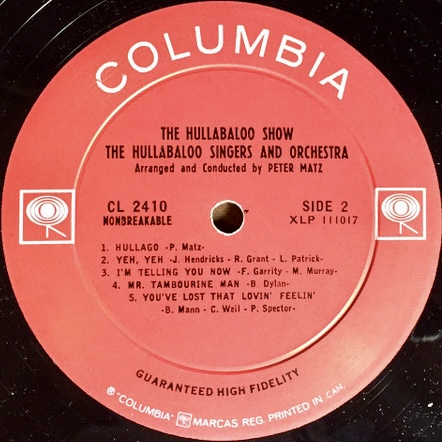 COLUMBIA
THE HULLABALOO SHOW
THE HULLABALOO SINGERS AND ORCHESTRA
Arranged and Conducted by PETER MATZ
CL 2410
NONBREAKABLE
SIDE 2
XLP 111017
1. HULLAGO -P. Matz-
2. YEH, YEH -J. Hendricks - R. Grant - L. Patrick-
3. I'M TELLING YOU NOW -F. Garrity - M. Murray-
4. MR. TAMBOURINE MAN -B. Dylan-
5. YOU'VE LOST THAT LOVIN' FEELIN'
-B. Mann - C. Weil - P. Spector-
GUARANTEED HIGH FIDELITY
® "COLUMBIA" MARCAS REG. PRINTED IN CAN.